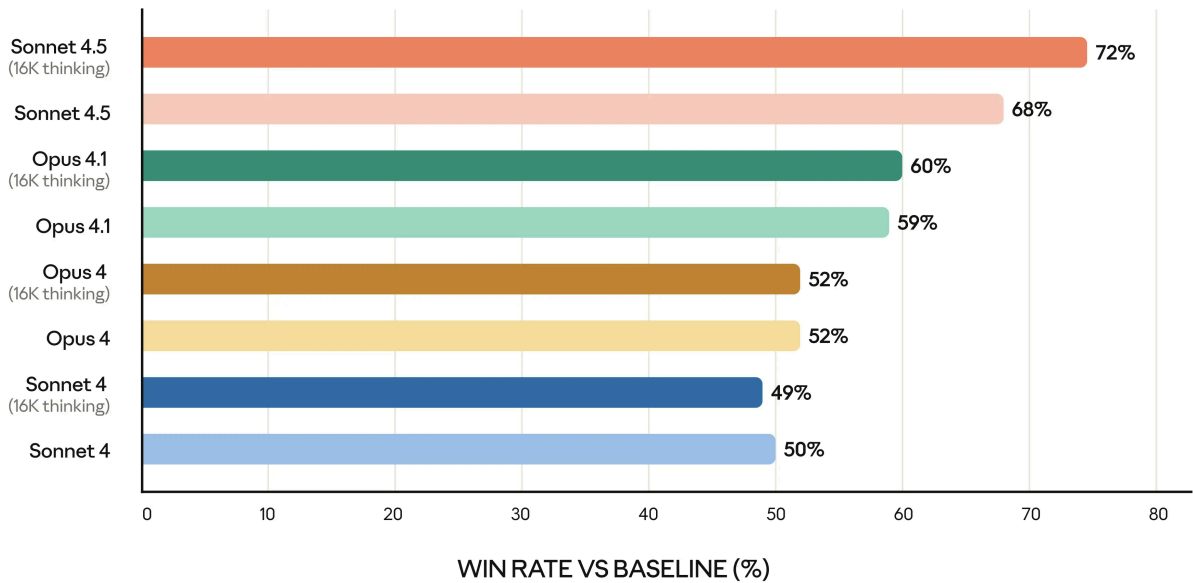 Sonnet 4.5
(16K thinking)
72%
Sonnet 4.5
68%
Opus 4.1
(16K thinking)
60%
Opus 4.1
59%
Opus 4
(16K thinking)
52%
Opus 4
52%
Sonnet 4
(16K thinking)
49%
Sonnet 4
50%
0 10 20 30 40 50 60 70 80
WIN RATE VS BASELINE (%)